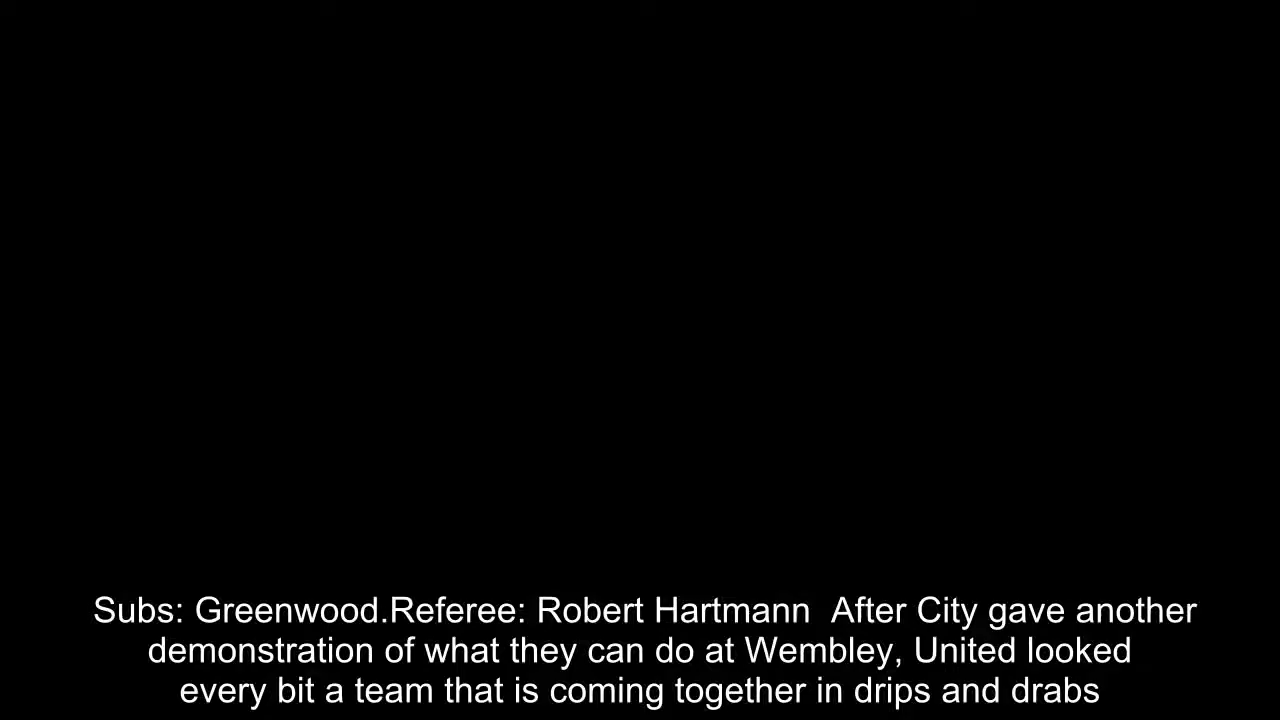 Subs: Greenwood.Referee: Robert Hartmann  After City gave another
demonstration of what they can do at Wembley, United looked
every bit a team that is coming together in drips and drabs